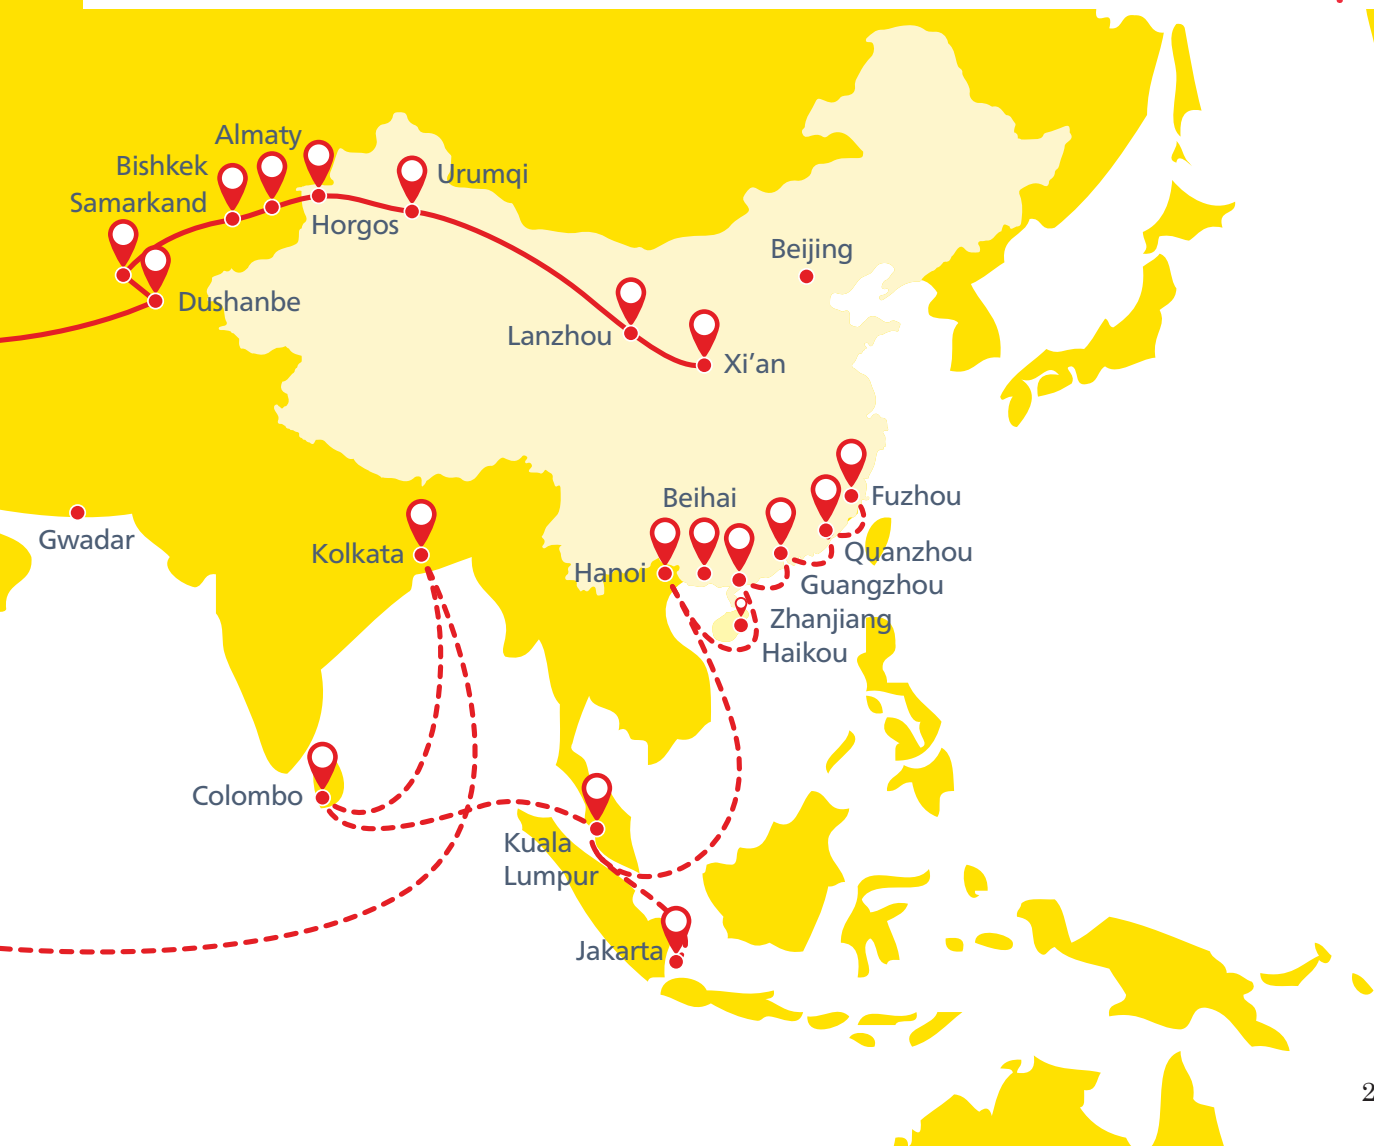 Almaty
Bishkek
Urumqi
Samarkand
Horgos
Beijing
Dushanbe
Lanzhou
Xi’an
Beihai
Fuzhou
Gwadar
Kolkata
Quanzhou
Hanoi
Guangzhou
Zhanjiang
Haikou
Colombo
Kuala
Lumpur
Jakarta
2